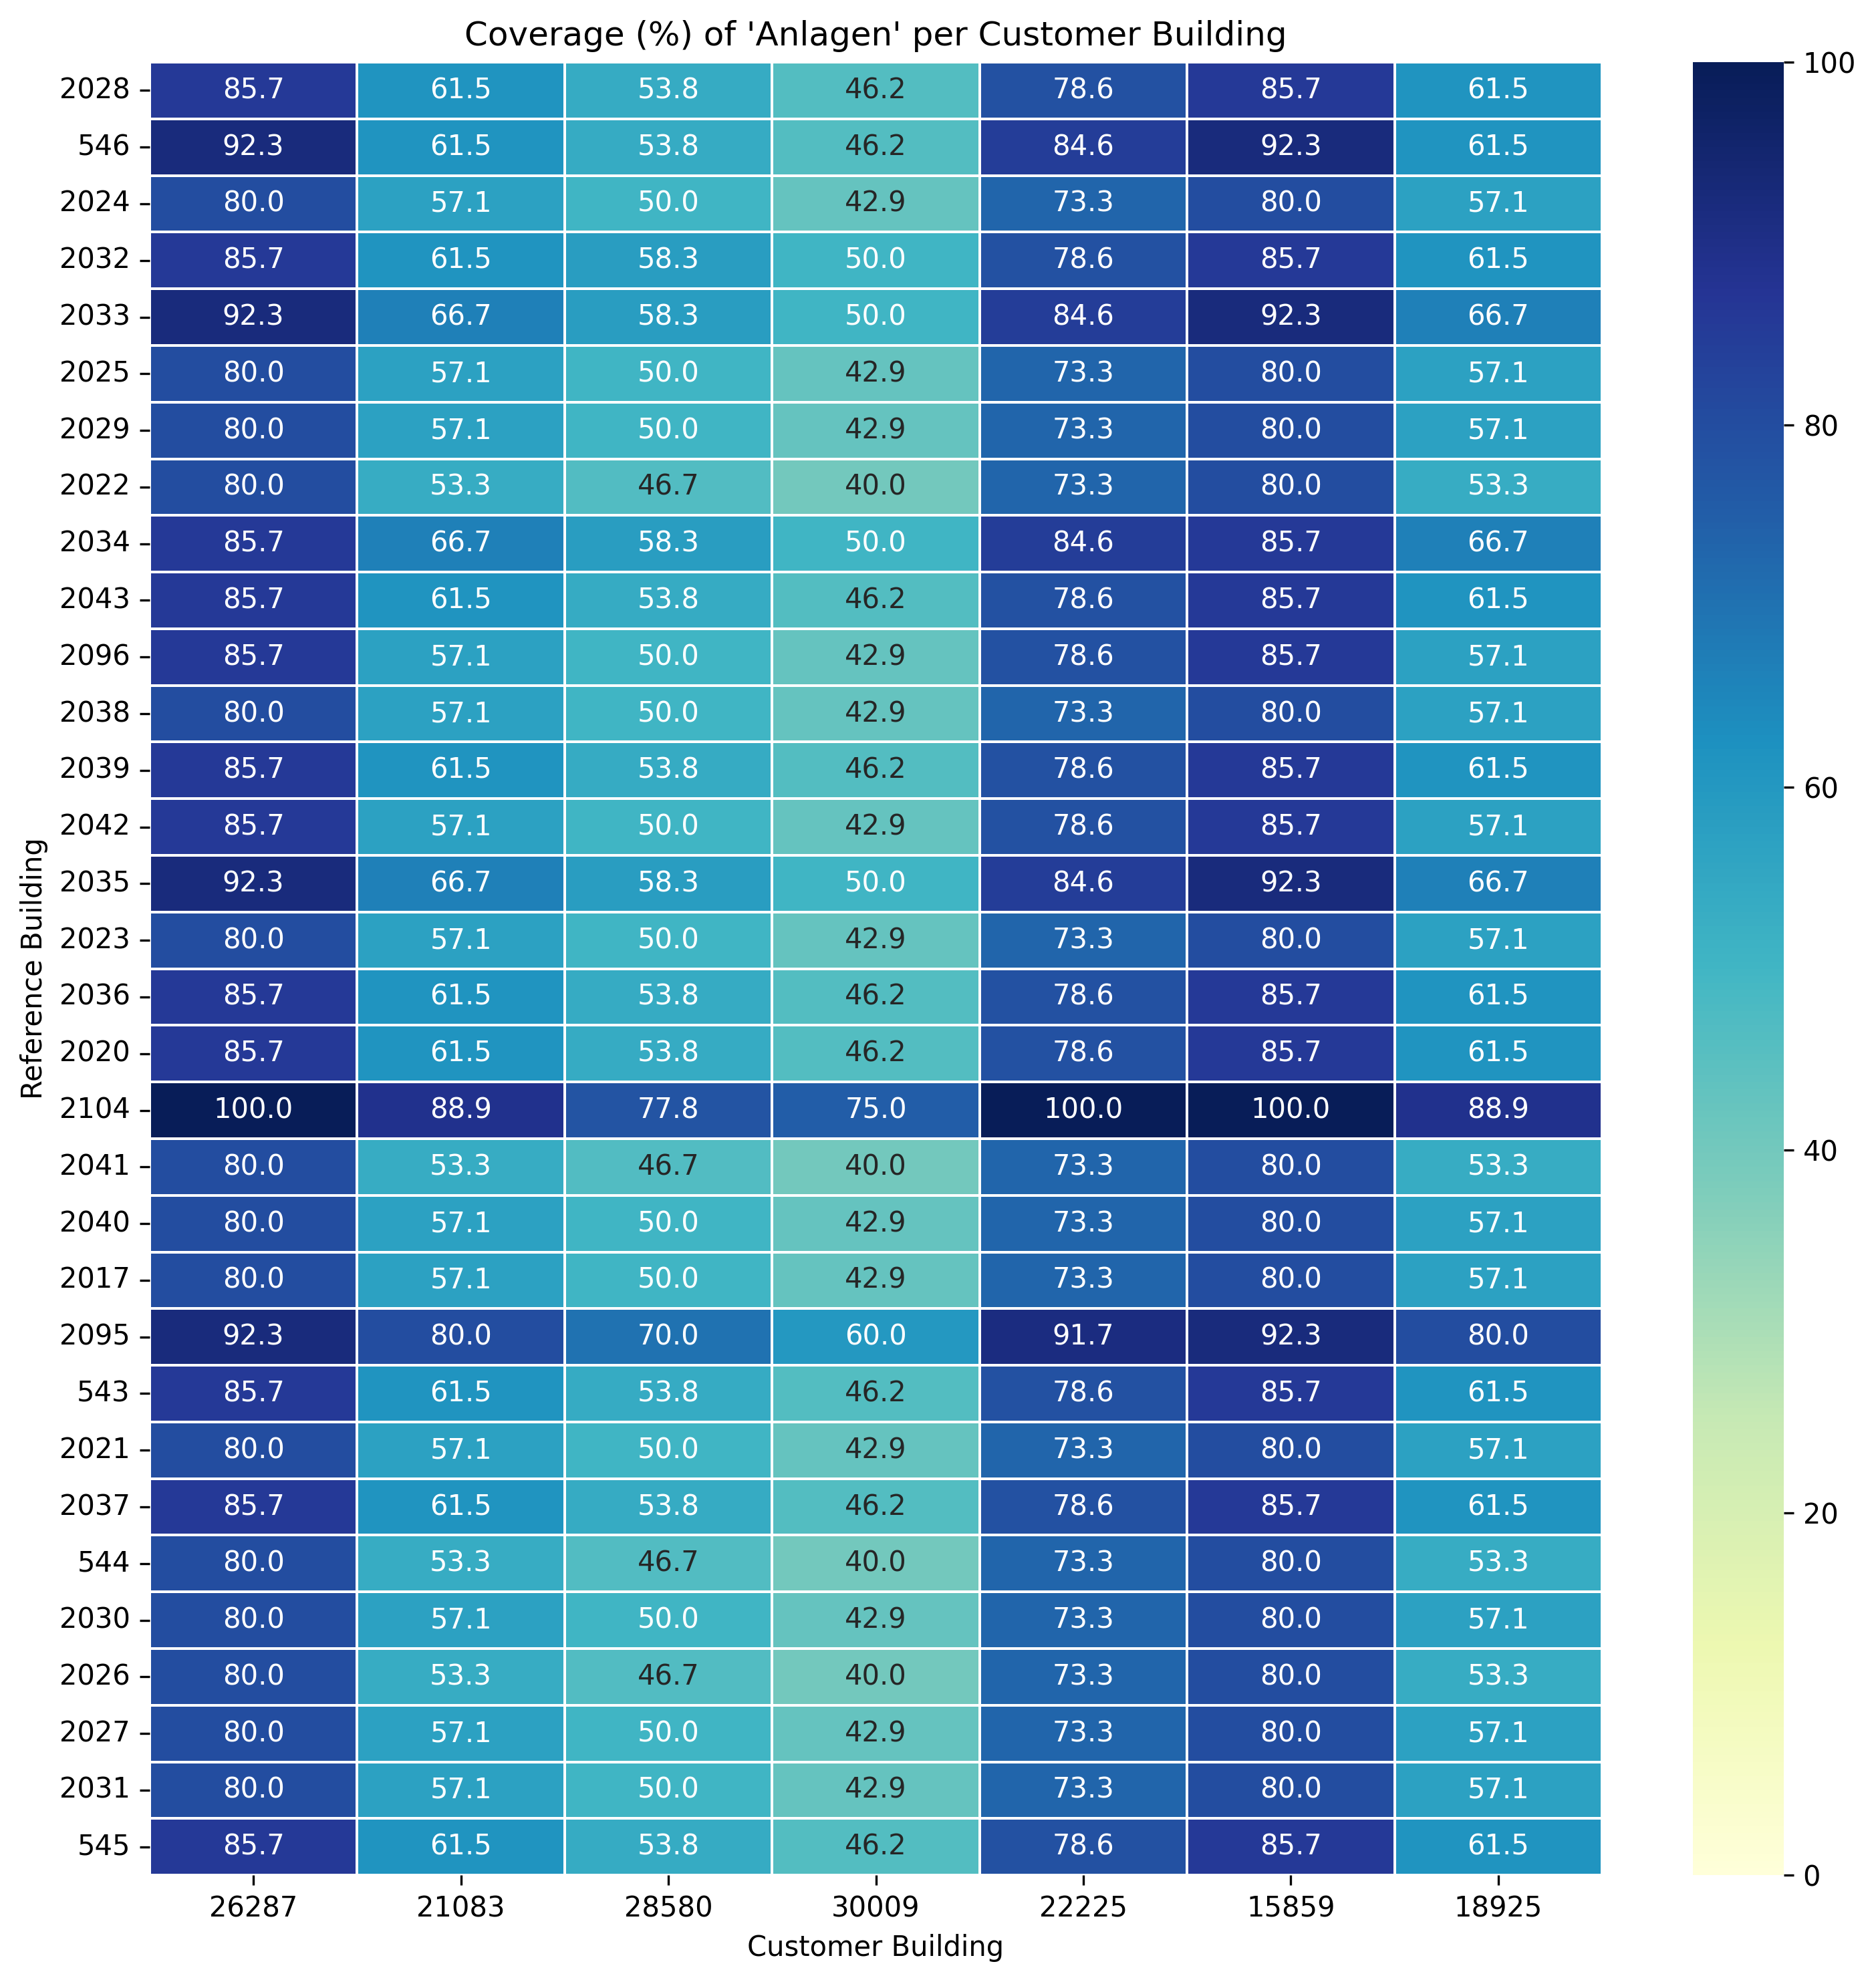 Coverage (%) of 'Anlagen' per Customer Building
2028 85.7 61.5 53.8 46.2 78.6 85.7 61.5
546 92.3 61.5 53.8 46.2 84.6 92.3 61.5
2024 80.0 57.1 50.0 42.9 73.3 80.0 57.1
2032 85.7 61.5 58.3 50.0 78.6 85.7 61.5
2033 92.3 66.7 58.3 50.0 84.6 92.3 66.7
2025 80.0 57.1 50.0 42.9 73.3 80.0 57.1
2029 80.0 57.1 50.0 42.9 73.3 80.0 57.1
2022 80.0 53.3 46.7 40.0 73.3 80.0 53.3
2034 85.7 66.7 58.3 50.0 84.6 85.7 66.7
2043 85.7 61.5 53.8 46.2 78.6 85.7 61.5
2096 85.7 57.1 50.0 42.9 78.6 85.7 57.1
2038 80.0 57.1 50.0 42.9 73.3 80.0 57.1
2039 85.7 61.5 53.8 46.2 78.6 85.7 61.5
2042 85.7 57.1 50.0 42.9 78.6 85.7 57.1
2035 92.3 66.7 58.3 50.0 84.6 92.3 66.7
2023 80.0 57.1 50.0 42.9 73.3 80.0 57.1
2036 85.7 61.5 53.8 46.2 78.6 85.7 61.5
2020 85.7 61.5 53.8 46.2 78.6 85.7 61.5
2104 100.0 88.9 77.8 75.0 100.0 100.0 88.9
2041 80.0 53.3 46.7 40.0 73.3 80.0 53.3
2040 80.0 57.1 50.0 42.9 73.3 80.0 57.1
2017 80.0 57.1 50.0 42.9 73.3 80.0 57.1
2095 92.3 80.0 70.0 60.0 91.7 92.3 80.0
543 85.7 61.5 53.8 46.2 78.6 85.7 61.5
2021 80.0 57.1 50.0 42.9 73.3 80.0 57.1
2037 85.7 61.5 53.8 46.2 78.6 85.7 61.5
544 80.0 53.3 46.7 40.0 73.3 80.0 53.3
2030 80.0 57.1 50.0 42.9 73.3 80.0 57.1
2026 80.0 53.3 46.7 40.0 73.3 80.0 53.3
2027 80.0 57.1 50.0 42.9 73.3 80.0 57.1
2031 80.0 57.1 50.0 42.9 73.3 80.0 57.1
545 85.7 61.5 53.8 46.2 78.6 85.7 61.5
26287 21083 28580 30009 22225 15859 18925
Customer Building
Reference Building
100
80
60
40
20
0